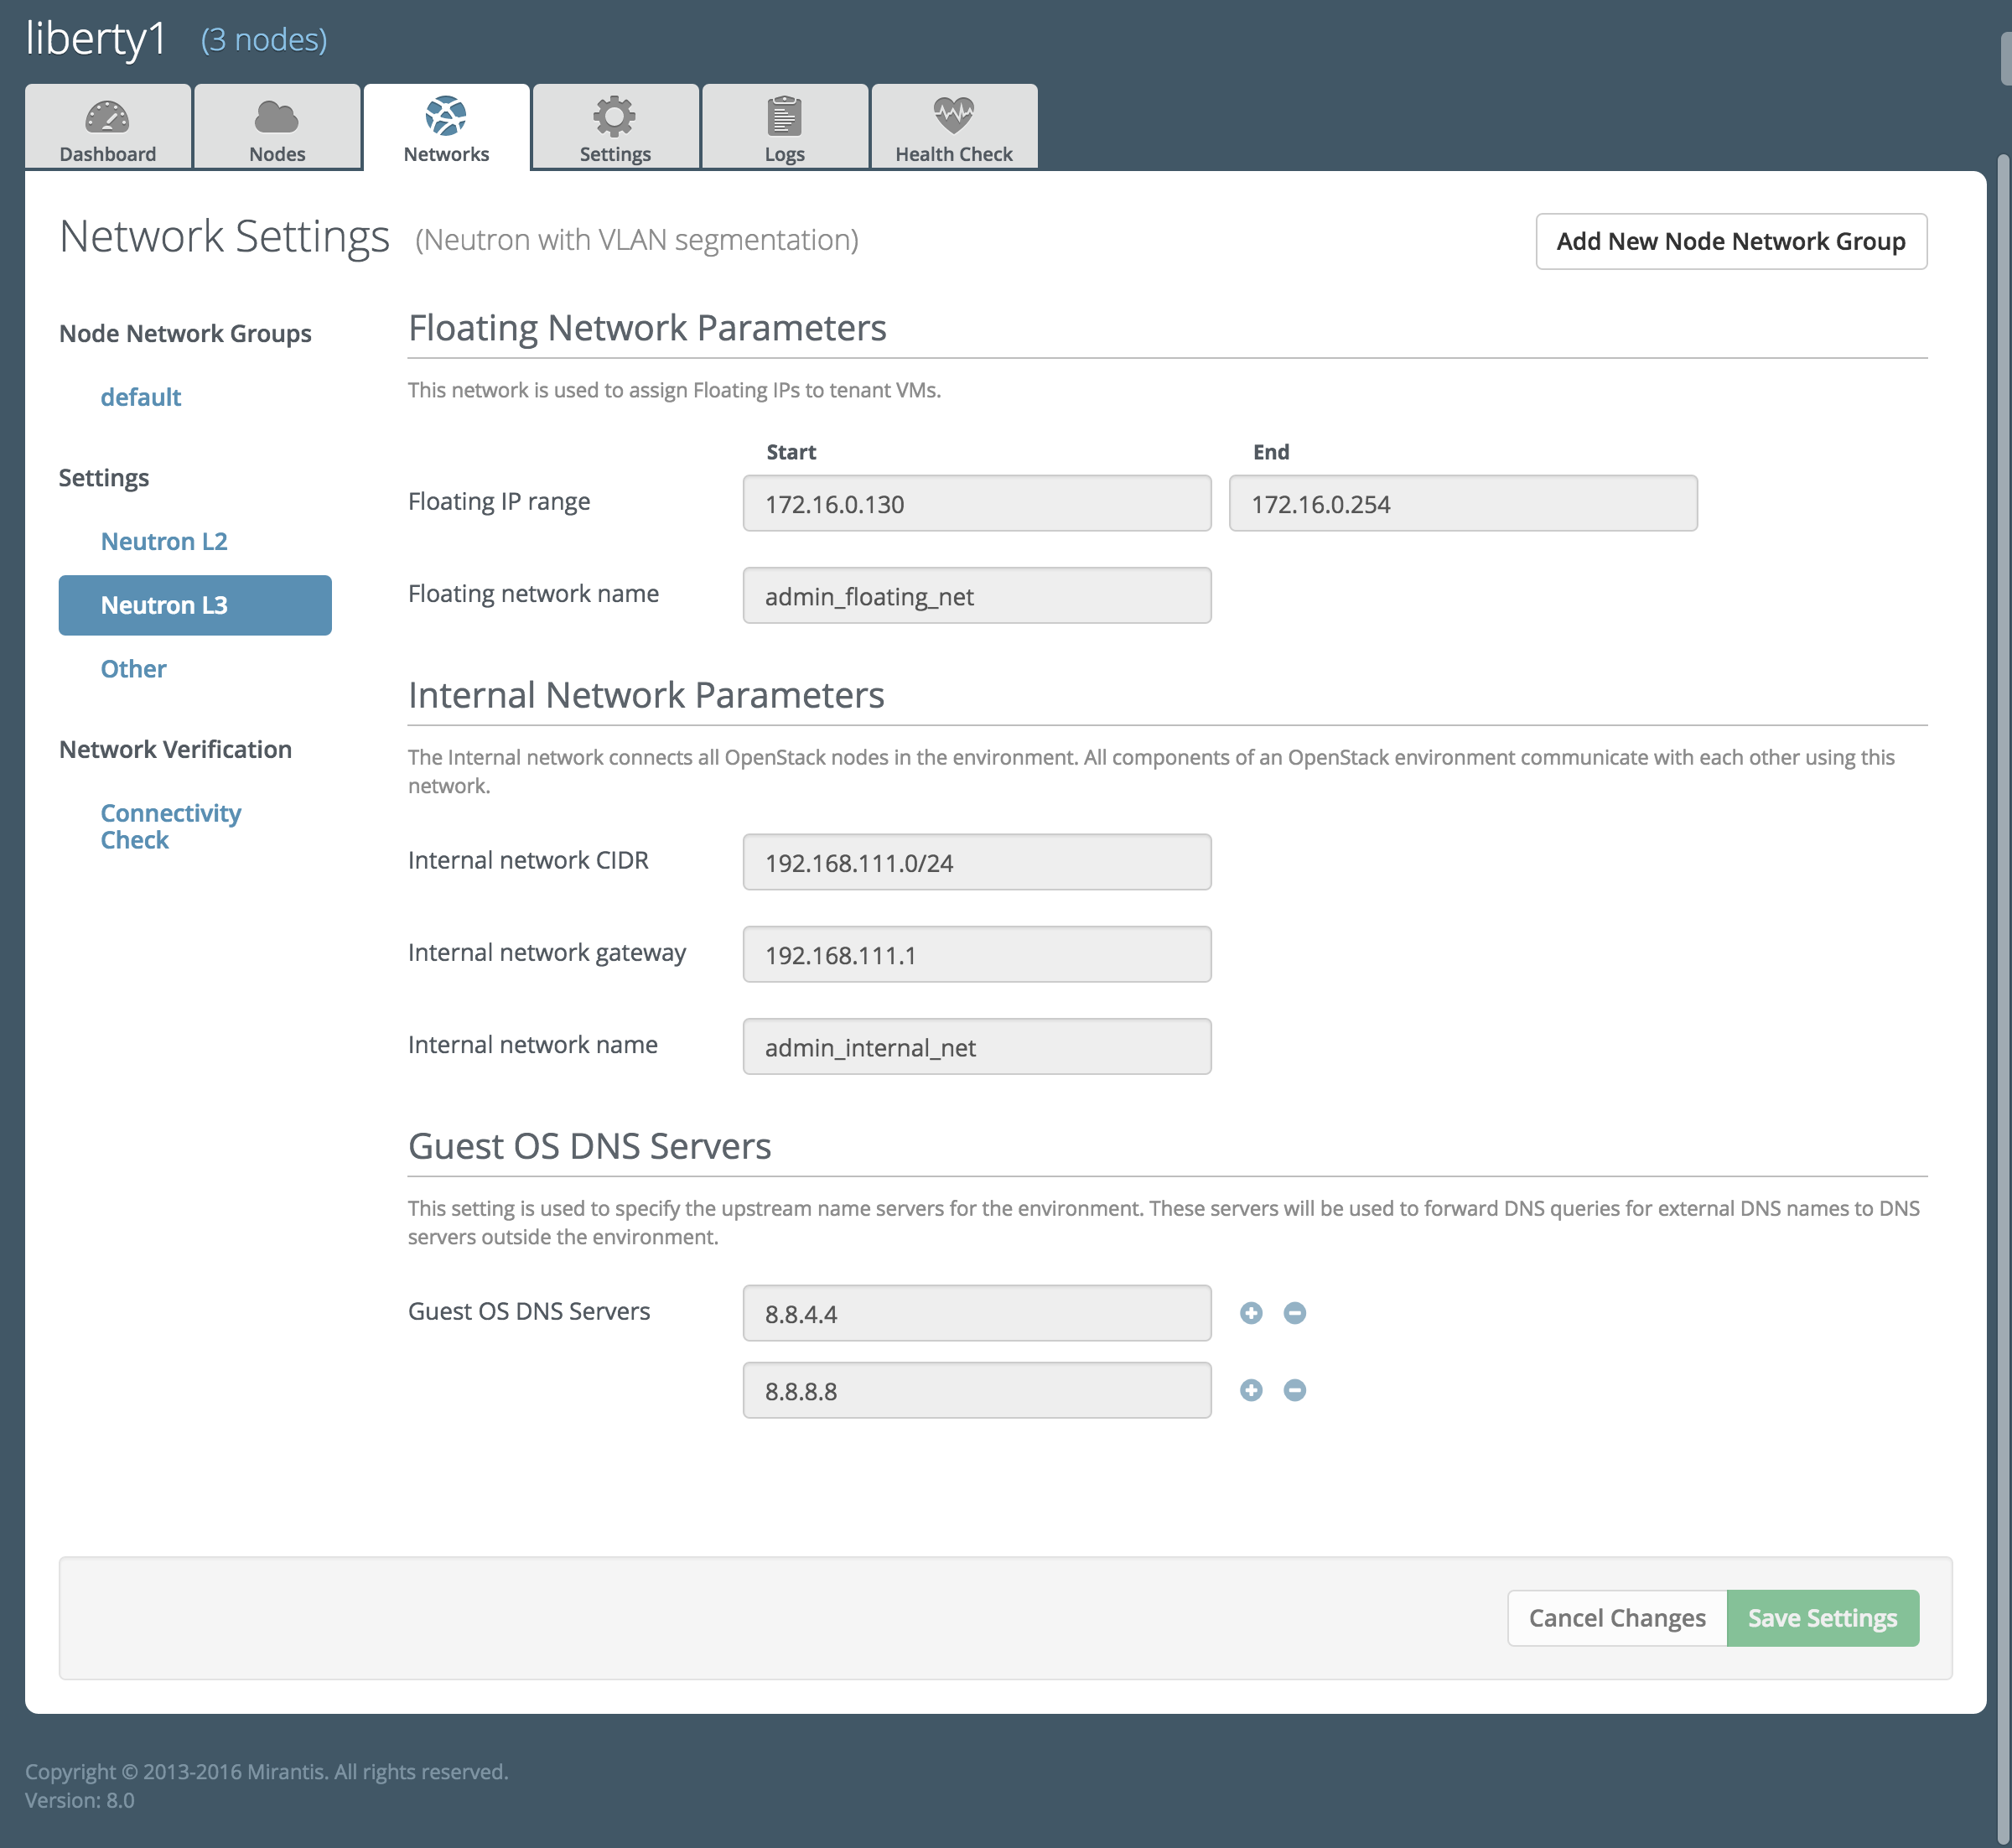 liberty1 (3 nodes)
Dashboard Nodes Networks Settings Logs Health Check
Network Settings (Neutron with VLAN segmentation)
Add New Node Network Group
Node Network Groups
default
Settings
Neutron L2
Neutron L3
Other
Network Verification
Connectivity
Check
Floating Network Parameters
This network is used to assign Floating IPs to tenant VMs.
Start End
Floating IP range 172.16.0.130 172.16.0.254
Floating network name admin_floating_net
Internal Network Parameters
The Internal network connects all OpenStack nodes in the environment. All components of an OpenStack environment communicate with each other using this
network.
Internal network CIDR 192.168.111.0/24
Internal network gateway 192.168.111.1
Internal network name admin_internal_net
Guest OS DNS Servers
This setting is used to specify the upstream name servers for the environment. These servers will be used to forward DNS queries for external DNS names to DNS
servers outside the environment.
Guest OS DNS Servers 8.8.4.4
8.8.8.8
Cancel Changes Save Settings
Copyright © 2013-2016 Mirantis. All rights reserved.
Version: 8.0